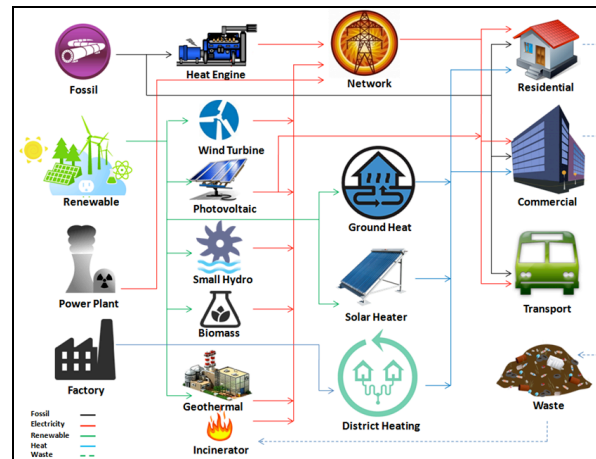 Fossil
Heat Engine
Network
Residential
Renewable
Wind Turbine
Photovoltaic
Ground Heat
Commercial
Power Plant
Small Hydro
Solar Heater
Transport
Factory
Biomass
Geothermal
District Heating
Waste
Incinerator
Fossil
Electricity
Renewable
Heat
Waste